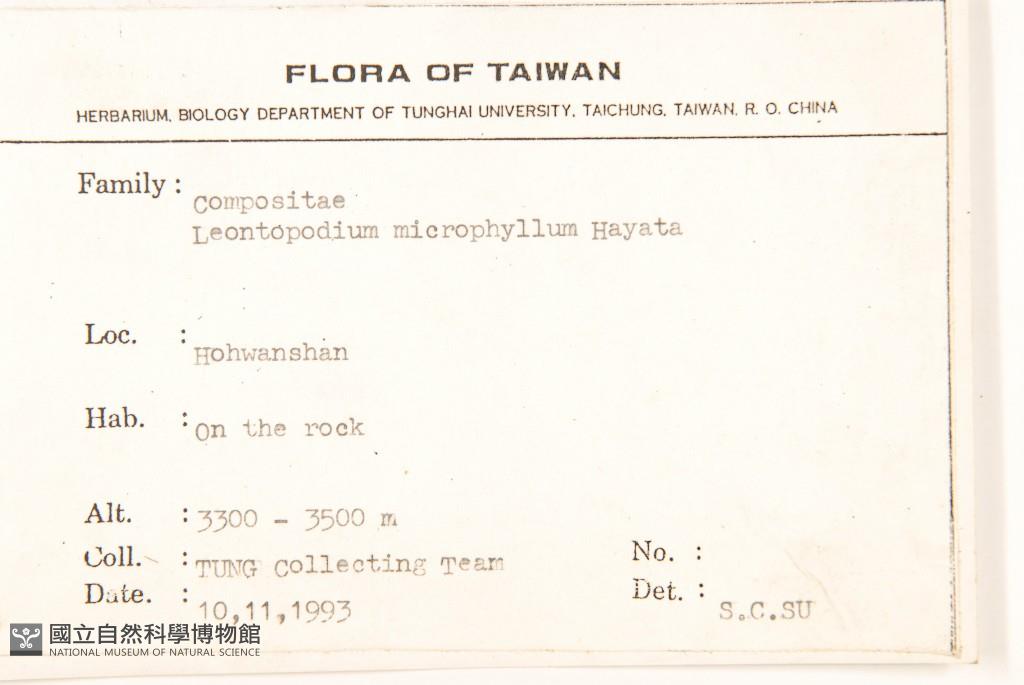 FLORA OF TAIWAN
HERBARIUM, BIOLOGY DEPARTMENT OF TUNGHAI UNIVERSITY, TAICHUNG, TAIWAN, R. O. CHINA
Family : Compositae
Leontopodium microphyllum Hayata
Loc. : Hohwanshan
Hab. : On the rock
Alt. : 3300 - 3500 m
Coll. : TUNG Collecting Team No. :
Date. : 10,11,1993 Det. : S.C.SU
國立自然科學博物館
NATIONAL MUSEUM OF NATURAL SCIENCE